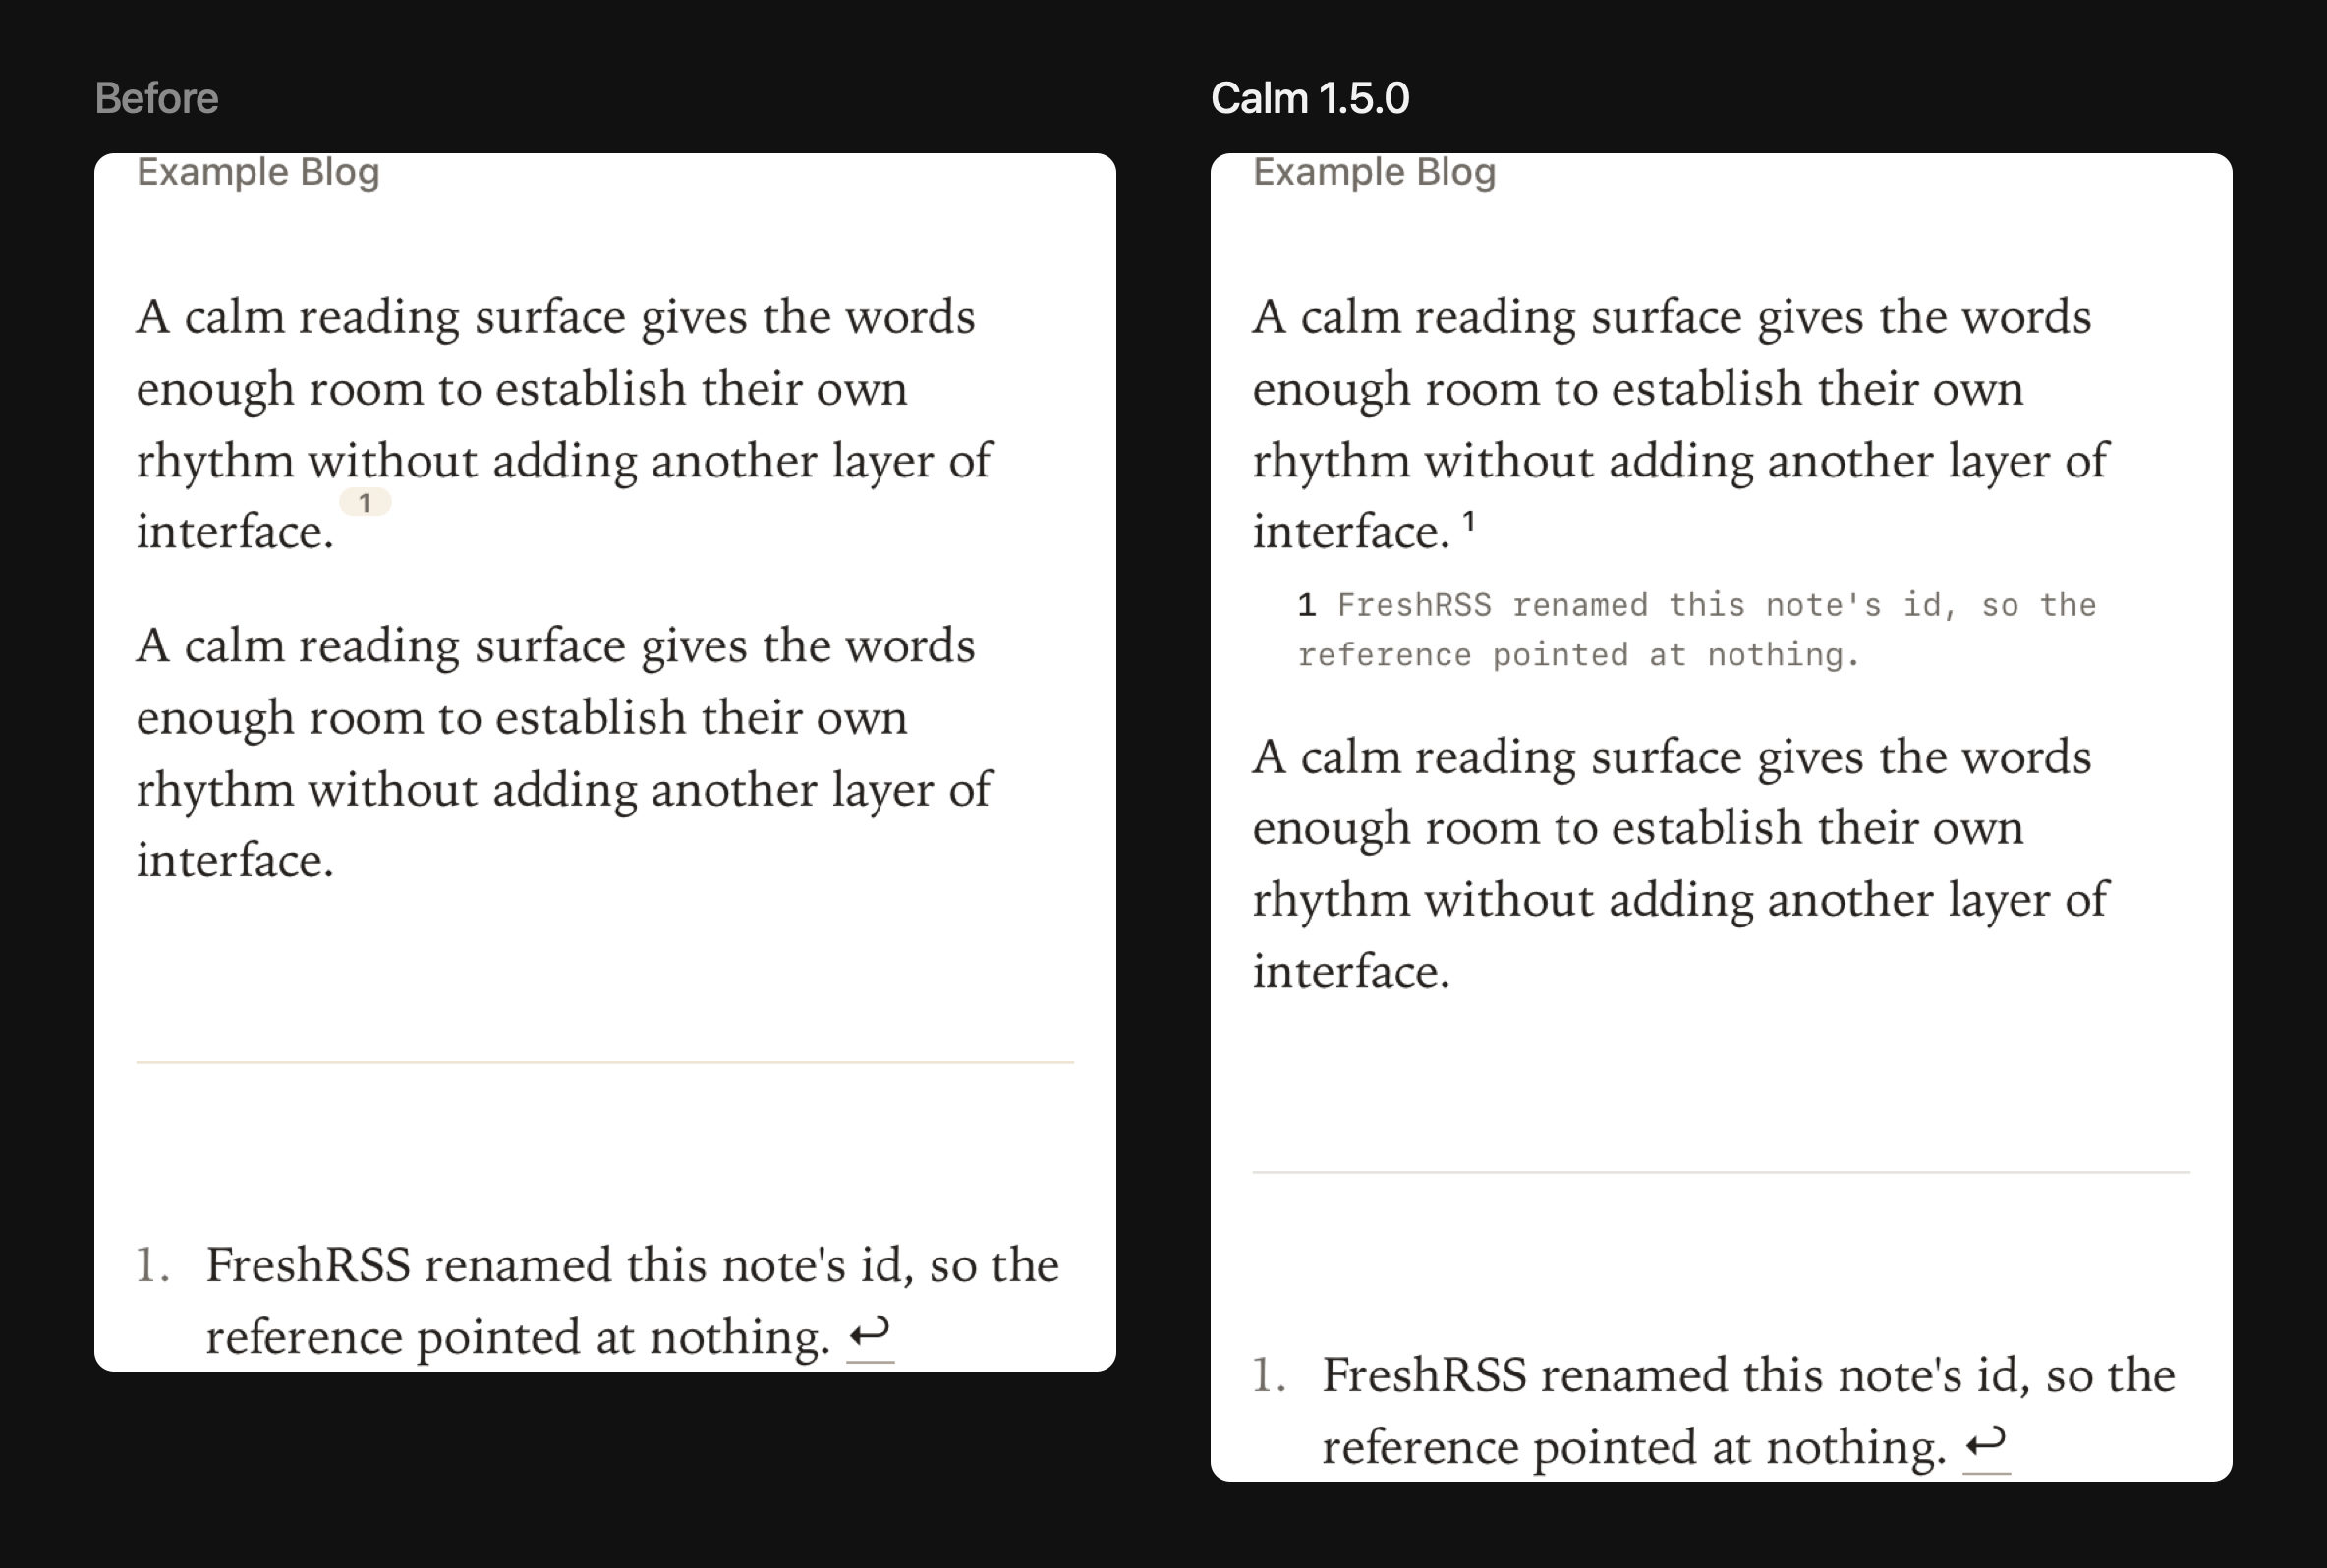 Before
Example Blog
A calm reading surface gives the words
enough room to establish their own
rhythm without adding another layer of
interface. 1
A calm reading surface gives the words
enough room to establish their own
rhythm without adding another layer of
interface.
1. FreshRSS renamed this note's id, so the
reference pointed at nothing. ↩
Calm 1.5.0
Example Blog
A calm reading surface gives the words
enough room to establish their own
rhythm without adding another layer of
interface. 1
1 FreshRSS renamed this note's id, so the
reference pointed at nothing.
A calm reading surface gives the words
enough room to establish their own
rhythm without adding another layer of
interface.
1. FreshRSS renamed this note's id, so the
reference pointed at nothing. ↩